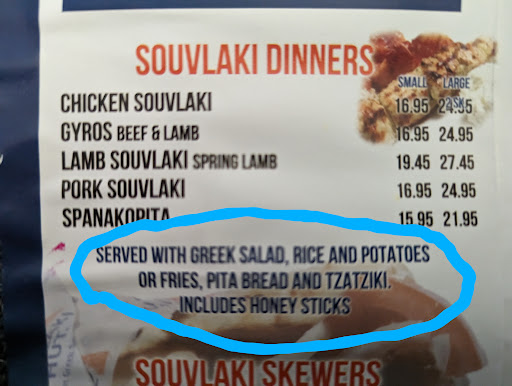 SOUVLAKI DINNERS
SMALL LARGE
CHICKEN SOUVLAKI 16.95 24.95
GYROS BEEF & LAMB 16.95 24.95
LAMB SOUVLAKI SPRING LAMB 19.45 27.45
PORK SOUVLAKI 16.95 24.95
SPANAKOPITA 15.95 21.95
SERVED WITH GREEK SALAD, RICE AND POTATOES
OR FRIES, PITA BREAD AND TZATZIKI.
INCLUDES HONEY STICKS
SOUVLAKI SKEWERS